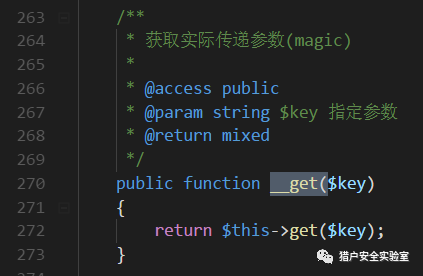 263 /**
264 * 获取实际传递参数(magic)
265 *
266 * @access public
267 * @param string $key 指定参数
268 * @return mixed
269 */
270 public function __get($key)
271 {
272 return $this->get($key);
273 }
猎户安全实验室